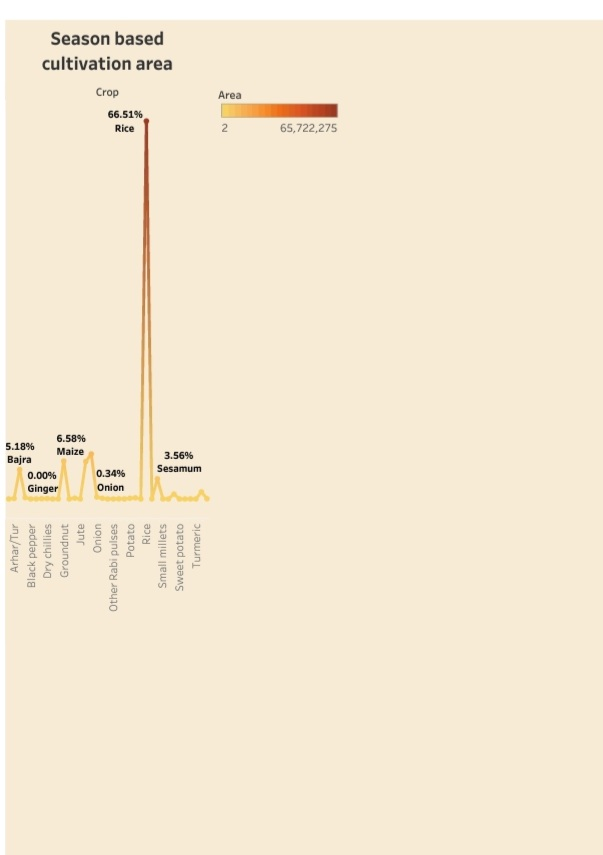 Season based
cultivation area
Crop
Area
2
65,722,275
66.51%
Rice
5.18%
Bajra
0.00%
Ginger
6.58%
Maize
0.34%
Onion
3.56%
Sesamum
Arhar/Tur
Black pepper
Dry chillies
Groundnut
Jute
Onion
Other Rabi pulses
Potato
Rice
Small millets
Sweet potato
Turmeric